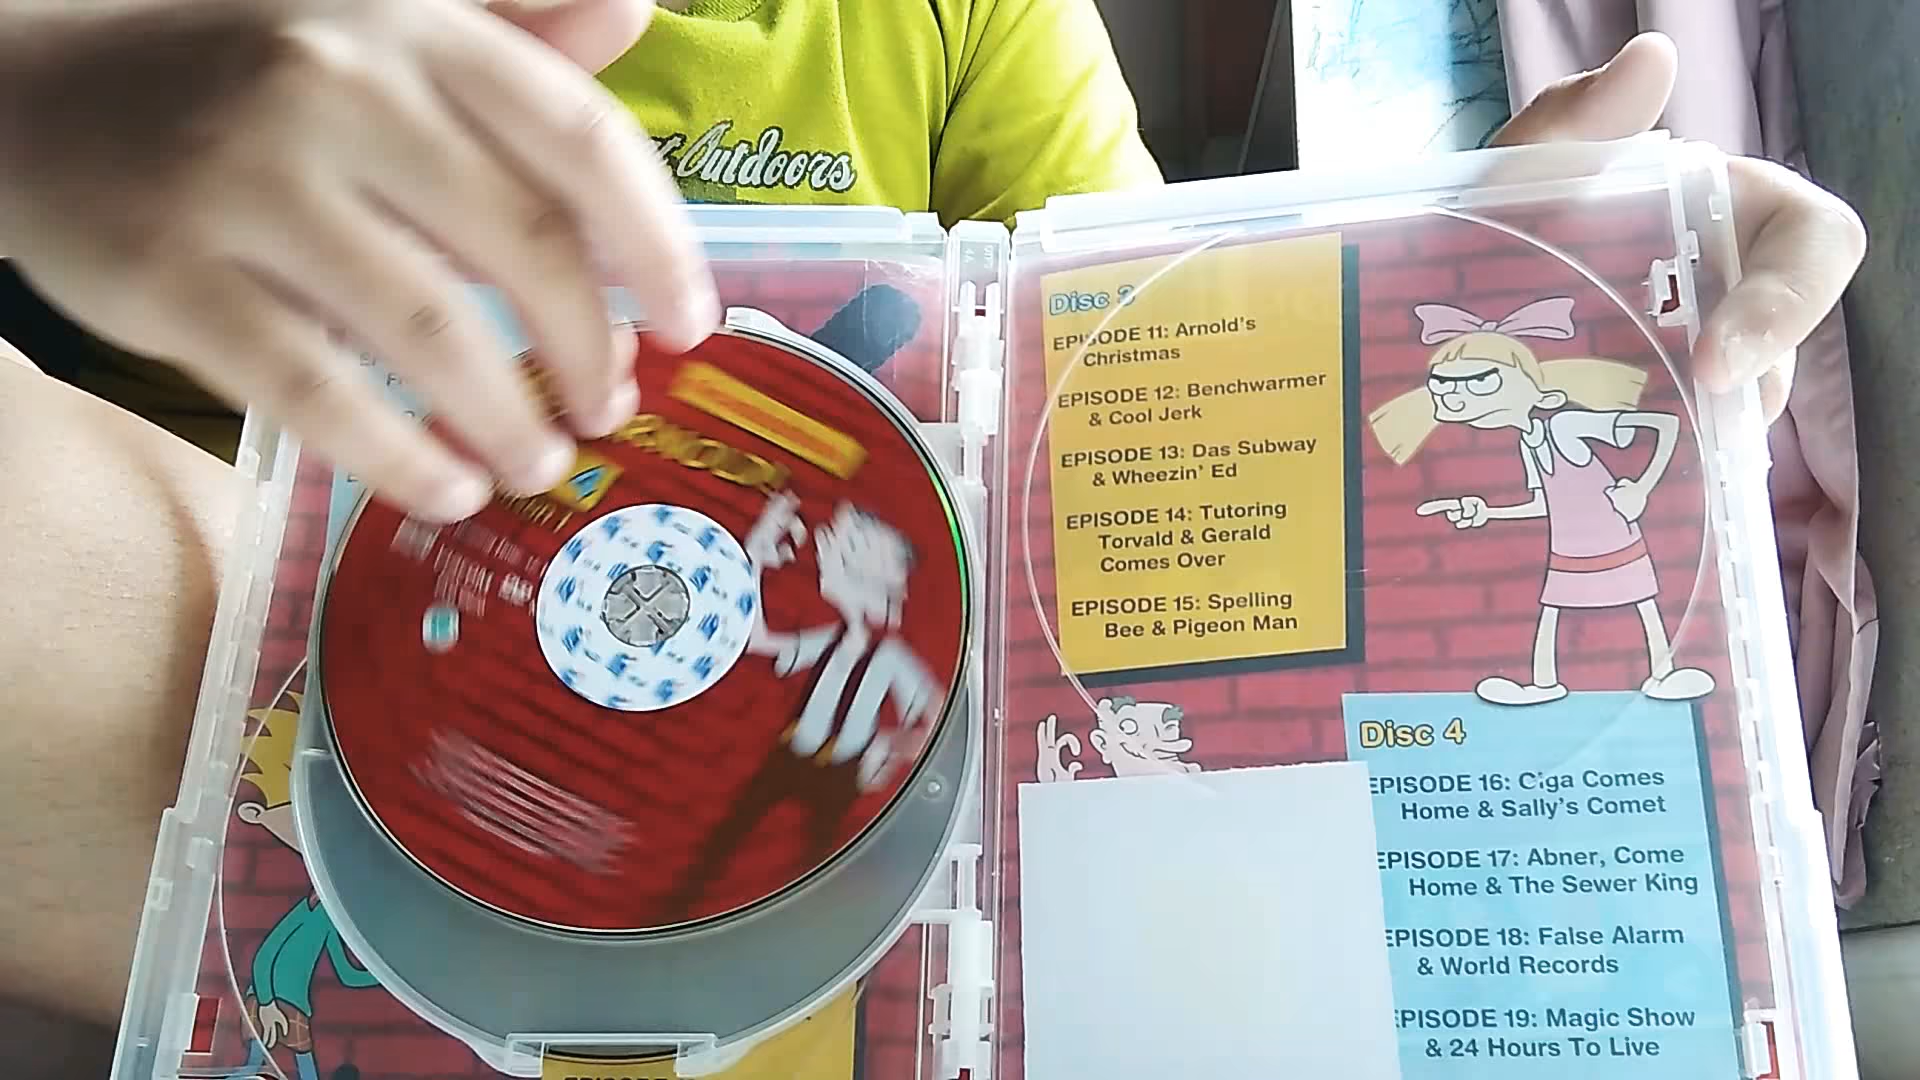 Outdoors
ARNOLD!
Disc 3
EPISODE 11: Arnold's
Christmas
EPISODE 12: Benchwarmer
& Cool Jerk
EPISODE 13: Das Subway
& Wheezin' Ed
EPISODE 14: Tutoring
Torvald & Gerald
Comes Over
EPISODE 15: Spelling
Bee & Pigeon Man
Disc 4
EPISODE 16: Olga Comes
Home & Sally's Comet
EPISODE 17: Abner, Come
Home & The Sewer King
EPISODE 18: False Alarm
& World Records
EPISODE 19: Magic Show
& 24 Hours To Live